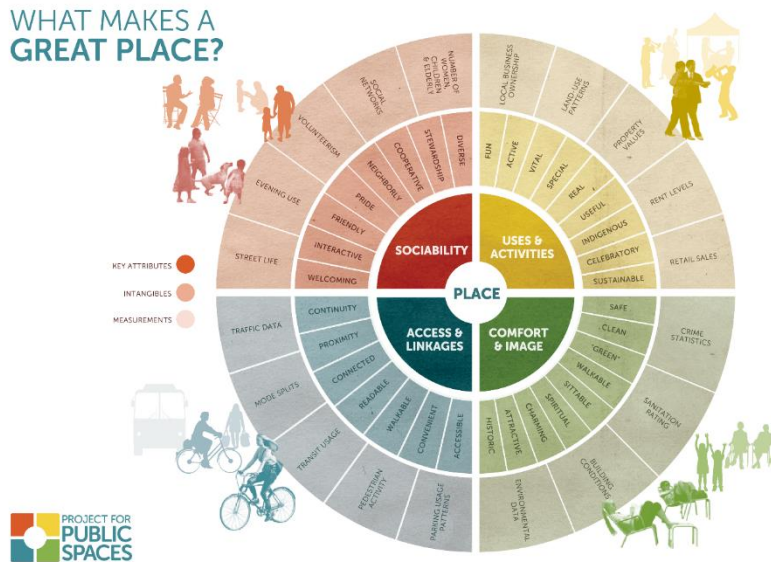 WHAT MAKES A
GREAT PLACE?
KEY ATTRIBUTES
INTANGIBLES
MEASUREMENTS
PLACE
SOCIABILITY
USES &
ACTIVITIES
ACCESS &
LINKAGES
COMFORT
& IMAGE
WELCOMING
INTERACTIVE
FRIENDLY
PRIDE
NEIGHBORLY
COOPERATIVE
STEWARDSHIP
DIVERSE
STREET LIFE
EVENING USE
VOLUNTEERISM
SOCIAL
NETWORKS
NUMBER OF
WOMEN,
CHILDREN
& ELDERLY
FUN
ACTIVE
VITAL
SPECIAL
REAL
USEFUL
INDIGENOUS
CELEBRATORY
SUSTAINABLE
LOCAL BUSINESS
OWNERSHIP
LAND-USE
PATTERNS
PROPERTY
VALUES
RENT LEVELS
RETAIL SALES
SAFE
CLEAN
"GREEN"
WALKABLE
SITTABLE
SPIRITUAL
CHARMING
ATTRACTIVE
HISTORIC
CRIME
STATISTICS
SANITATION
RATING
BUILDING
CONDITIONS
ENVIRONMENTAL
DATA
CONTINUITY
PROXIMITY
CONNECTED
READABLE
WALKABLE
CONVENIENT
ACCESSIBLE
TRAFFIC DATA
MODE SPLITS
TRANSIT USAGE
PEDESTRIAN
ACTIVITY
PARKING USAGE
PATTERNS
PROJECT FOR
PUBLIC
SPACES